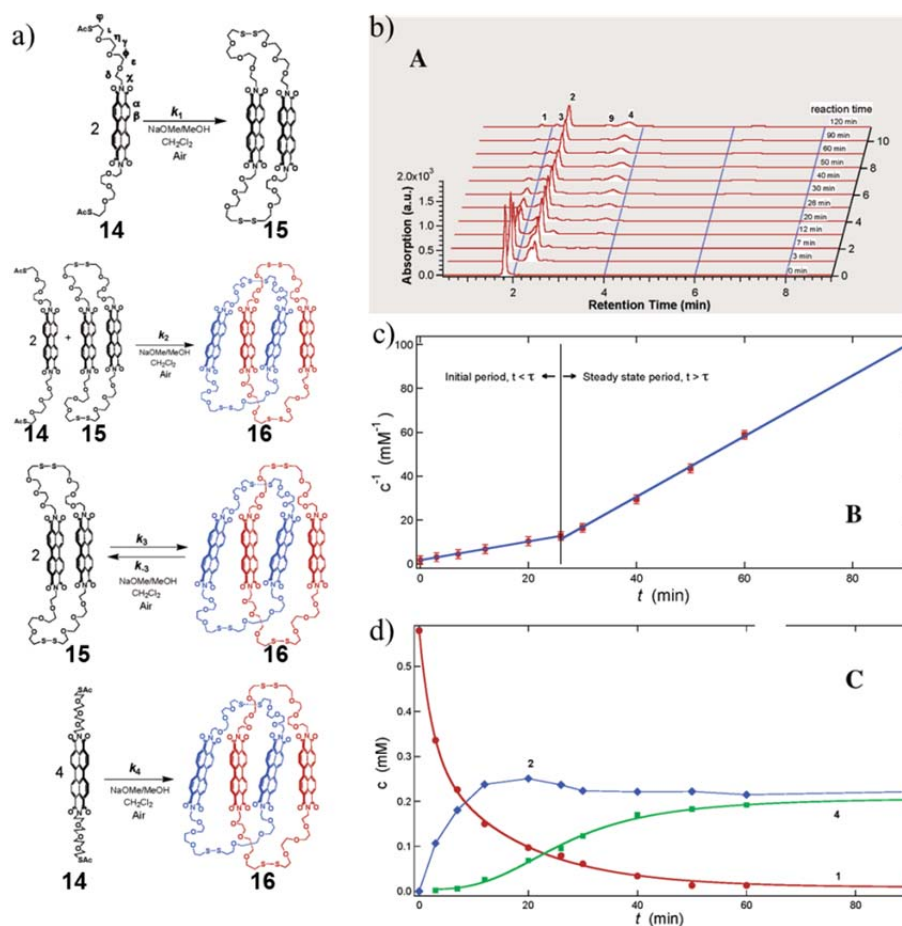 a)
φ
AcS
ι
η
γ
ϕ
ε
δ
χ
α
β
2
k₁
NaOMe/MeOH
CH₂Cl₂
Air
AcS
14
15
AcS
2
+
k₂
NaOMe/MeOH
CH₂Cl₂
Air
AcS
14
15
16
2
k₃
k-₃
NaOMe/MeOH
CH₂Cl₂
Air
15
16
SAc
4
k₄
NaOMe/MeOH
CH₂Cl₂
Air
SAc
14
16
b)
A
2
1
3
9
4
reaction time
120 min
90 min
60 min
50 min
40 min
30 min
26 min
20 min
12 min
7 min
3 min
0 min
10
8
6
4
2
0
2.0x10³
1.5
1.0
0.5
0.0
Absorption (a.u.)
2
4
6
8
Retention Time (min)
c)
100
80
60
40
20
0
c⁻¹ (mM⁻¹)
Initial period, t < τ
Steady state period, t > τ
B
0
20
40
60
80
t (min)
d)
C
0.6
0.3
0.2
0.0
c (mM)
2
4
1
0
20
40
60
80
t (min)